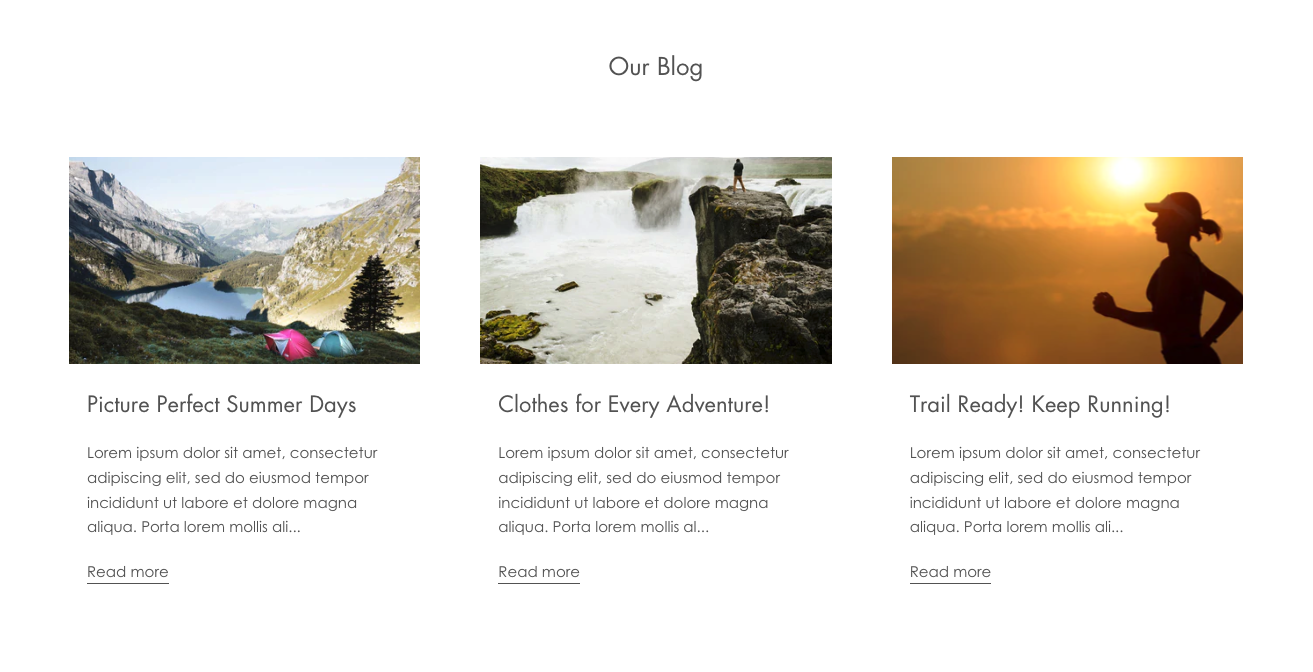 Our Blog
Picture Perfect Summer Days
Lorem ipsum dolor sit amet, consectetur
adipiscing elit, sed do eiusmod tempor
incididunt ut labore et dolore magna
aliqua. Porta lorem mollis ali...
Read more
Clothes for Every Adventure!
Lorem ipsum dolor sit amet, consectetur
adipiscing elit, sed do eiusmod tempor
incididunt ut labore et dolore magna
aliqua. Porta lorem mollis al...
Read more
Trail Ready! Keep Running!
Lorem ipsum dolor sit amet, consectetur
adipiscing elit, sed do eiusmod tempor
incididunt ut labore et dolore magna
aliqua. Porta lorem mollis ali...
Read more